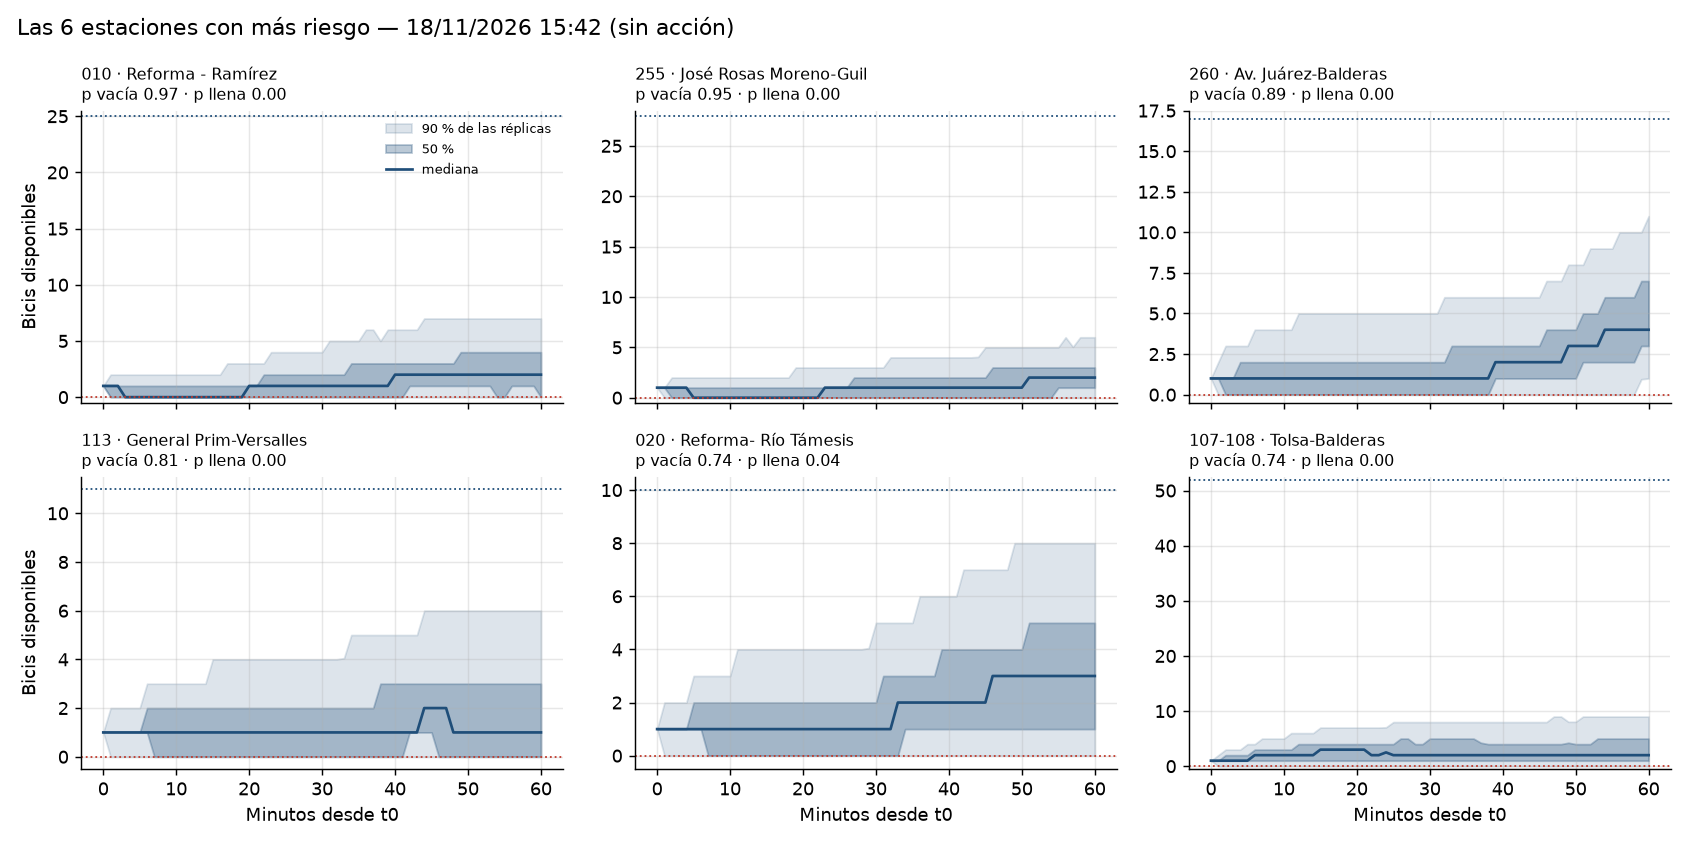 Las 6 estaciones con más riesgo — 18/11/2026 15:42 (sin acción)
010 · Reforma - Ramírez
p vacía 0.97 · p llena 0.00
25
20
15
10
5
0
Bicis disponibles
90 % de las réplicas
50 %
mediana
255 · José Rosas Moreno-Guil
p vacía 0.95 · p llena 0.00
25
20
15
10
5
0
260 · Av. Juárez-Balderas
p vacía 0.89 · p llena 0.00
17.5
15.0
12.5
10.0
7.5
5.0
2.5
0.0
113 · General Prim-Versalles
p vacía 0.81 · p llena 0.00
10
8
6
4
2
0
Bicis disponibles
0 10 20 30 40 50 60
Minutos desde t0
020 · Reforma- Río Támesis
p vacía 0.74 · p llena 0.04
10
8
6
4
2
0
0 10 20 30 40 50 60
Minutos desde t0
107-108 · Tolsa-Balderas
p vacía 0.74 · p llena 0.00
50
40
30
20
10
0
0 10 20 30 40 50 60
Minutos desde t0